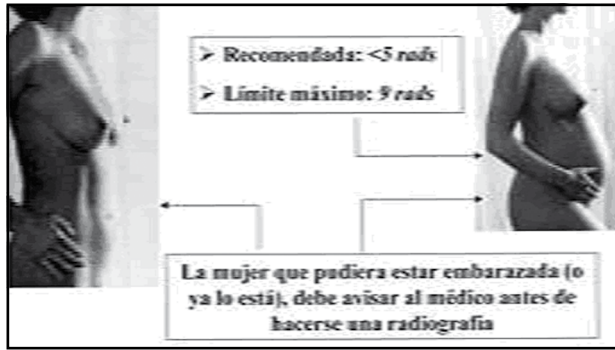 ➢ Recomendada: <5 rads
➢ Límite máximo: 9 rads
La mujer que pudiera estar embarazada (o
ya lo está), debe avisar al médico antes de
hacerse una radiografía